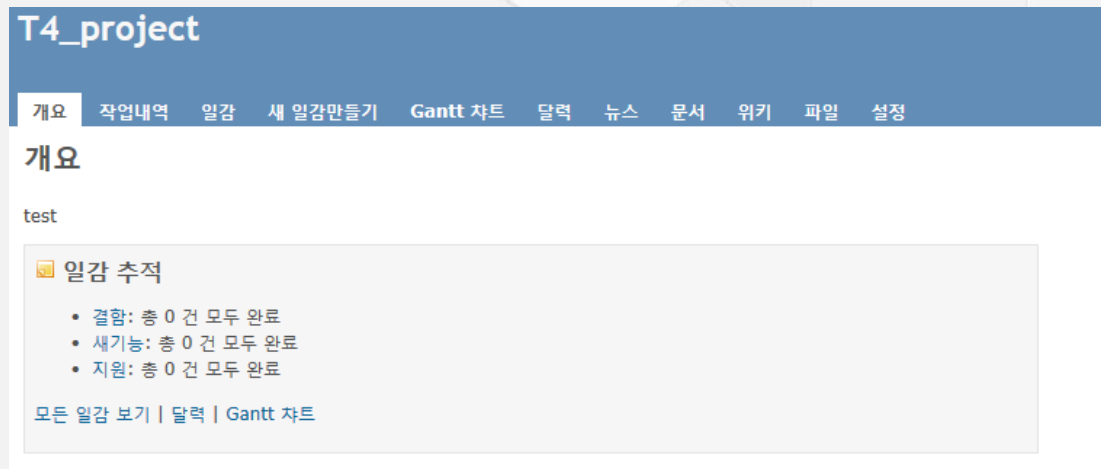 T4_project
개요 작업내역 일감 새 일감만들기 Gantt 챠트 달력 뉴스 문서 위키 파일 설정
개요
test
일감 추적
• 결함: 총 0 건 모두 완료
• 새기능: 총 0 건 모두 완료
• 지원: 총 0 건 모두 완료
모든 일감 보기 | 달력 | Gantt 챠트